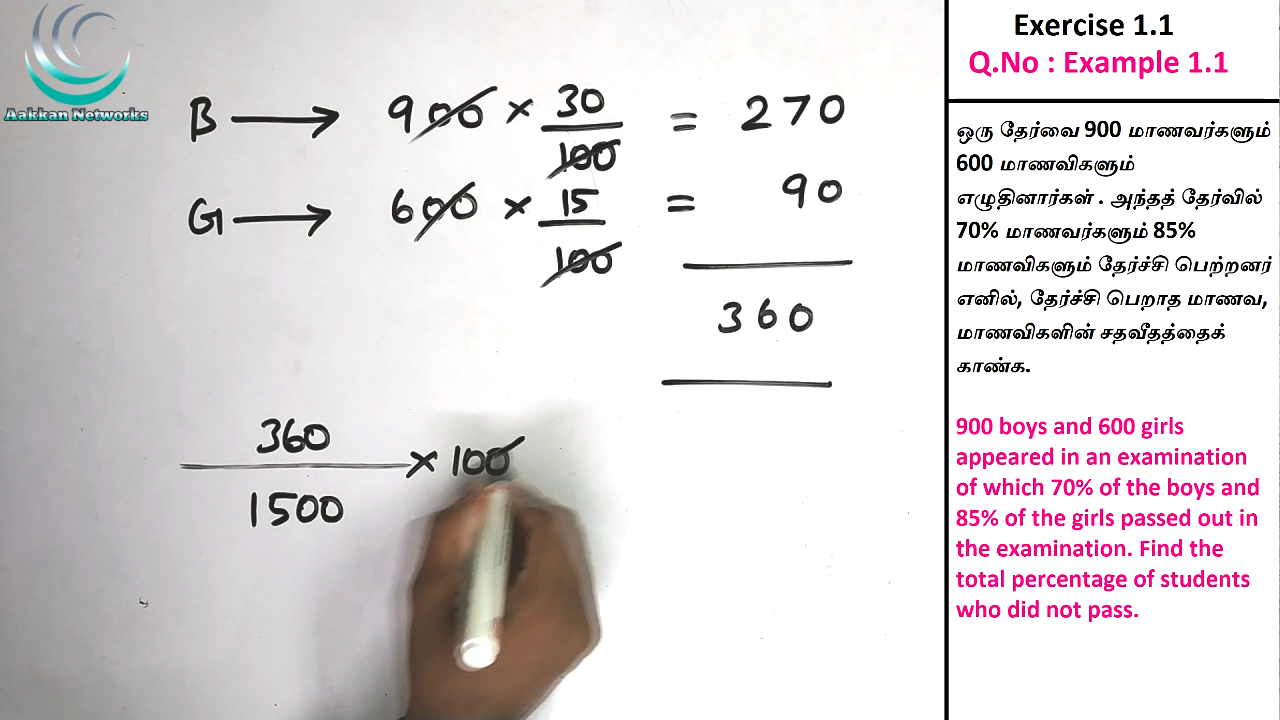 Aakkan Networks
B → 900 × 30/100 = 270
G → 600 × 15/100 = 90
360
360/1500 × 100
Exercise 1.1
Q.No : Example 1.1
ஒரு தேர்வை 900 மாணவர்களும்
600 மாணவிகளும்
எழுதினார்கள் . அந்தத் தேர்வில்
70% மாணவர்களும் 85%
மாணவிகளும் தேர்ச்சி பெற்றனர்
எனில், தேர்ச்சி பெறாத மாணவ,
மாணவிகளின் சதவீதத்தைக்
காண்க.
900 boys and 600 girls
appeared in an examination
of which 70% of the boys and
85% of the girls passed out in
the examination. Find the
total percentage of students
who did not pass.